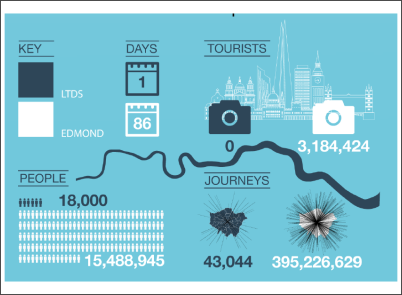 KEY
DAYS
TOURISTS
1
LTDS
86
EDMOND
0
3,184,424
PEOPLE
JOURNEYS
18,000
15,488,945
43,044
395,226,629